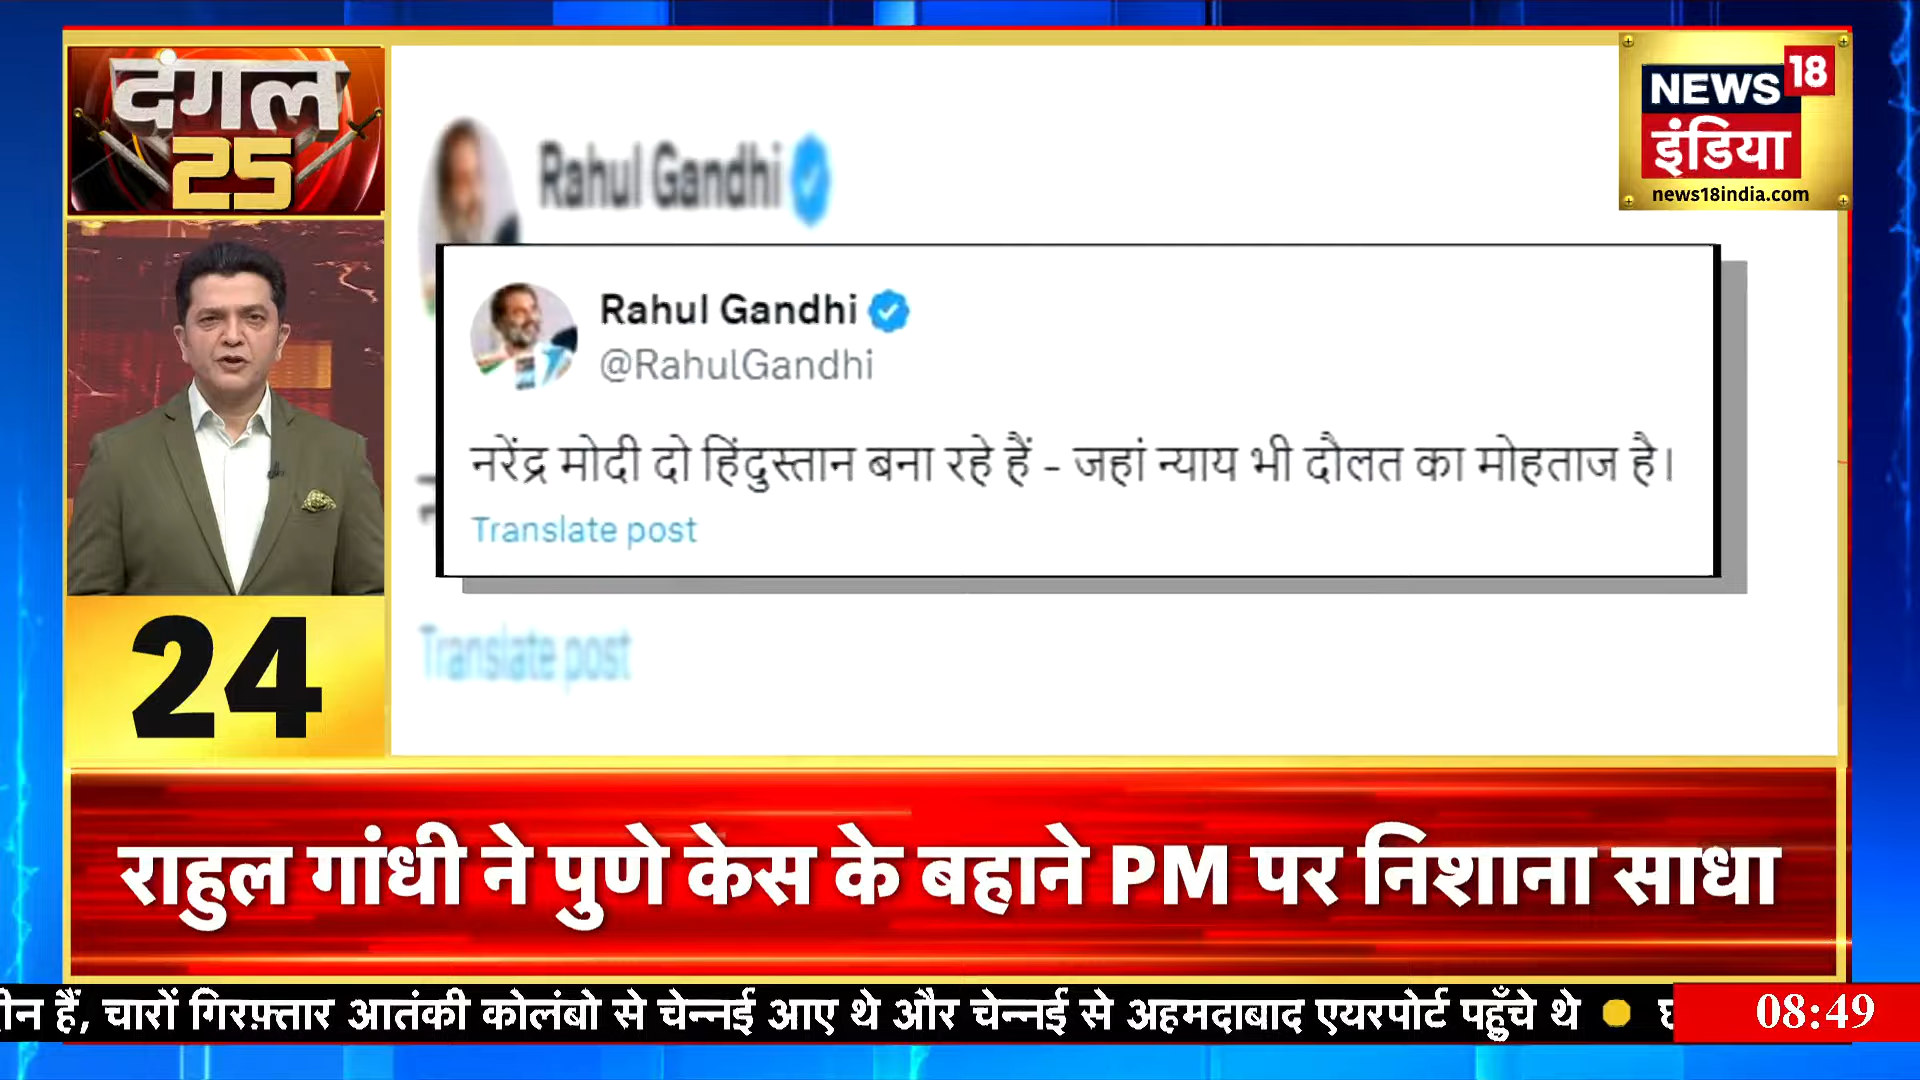 दंगल
25
NEWS 18
इंडिया
news18india.com
Rahul Gandhi
Rahul Gandhi
@RahulGandhi
नरेंद्र मोदी दो हिंदुस्तान बना रहे हैं - जहां न्याय भी दौलत का मोहताज है।
Translate post
Translate post
24
राहुल गांधी ने पुणे केस के बहाने PM पर निशाना साधा
हैं, चारों गिरफ़्तार आतंकी कोलंबो से चेन्नई आए थे और चेन्नई से अहमदाबाद एयरपोर्ट पहुँचे थे
08:49